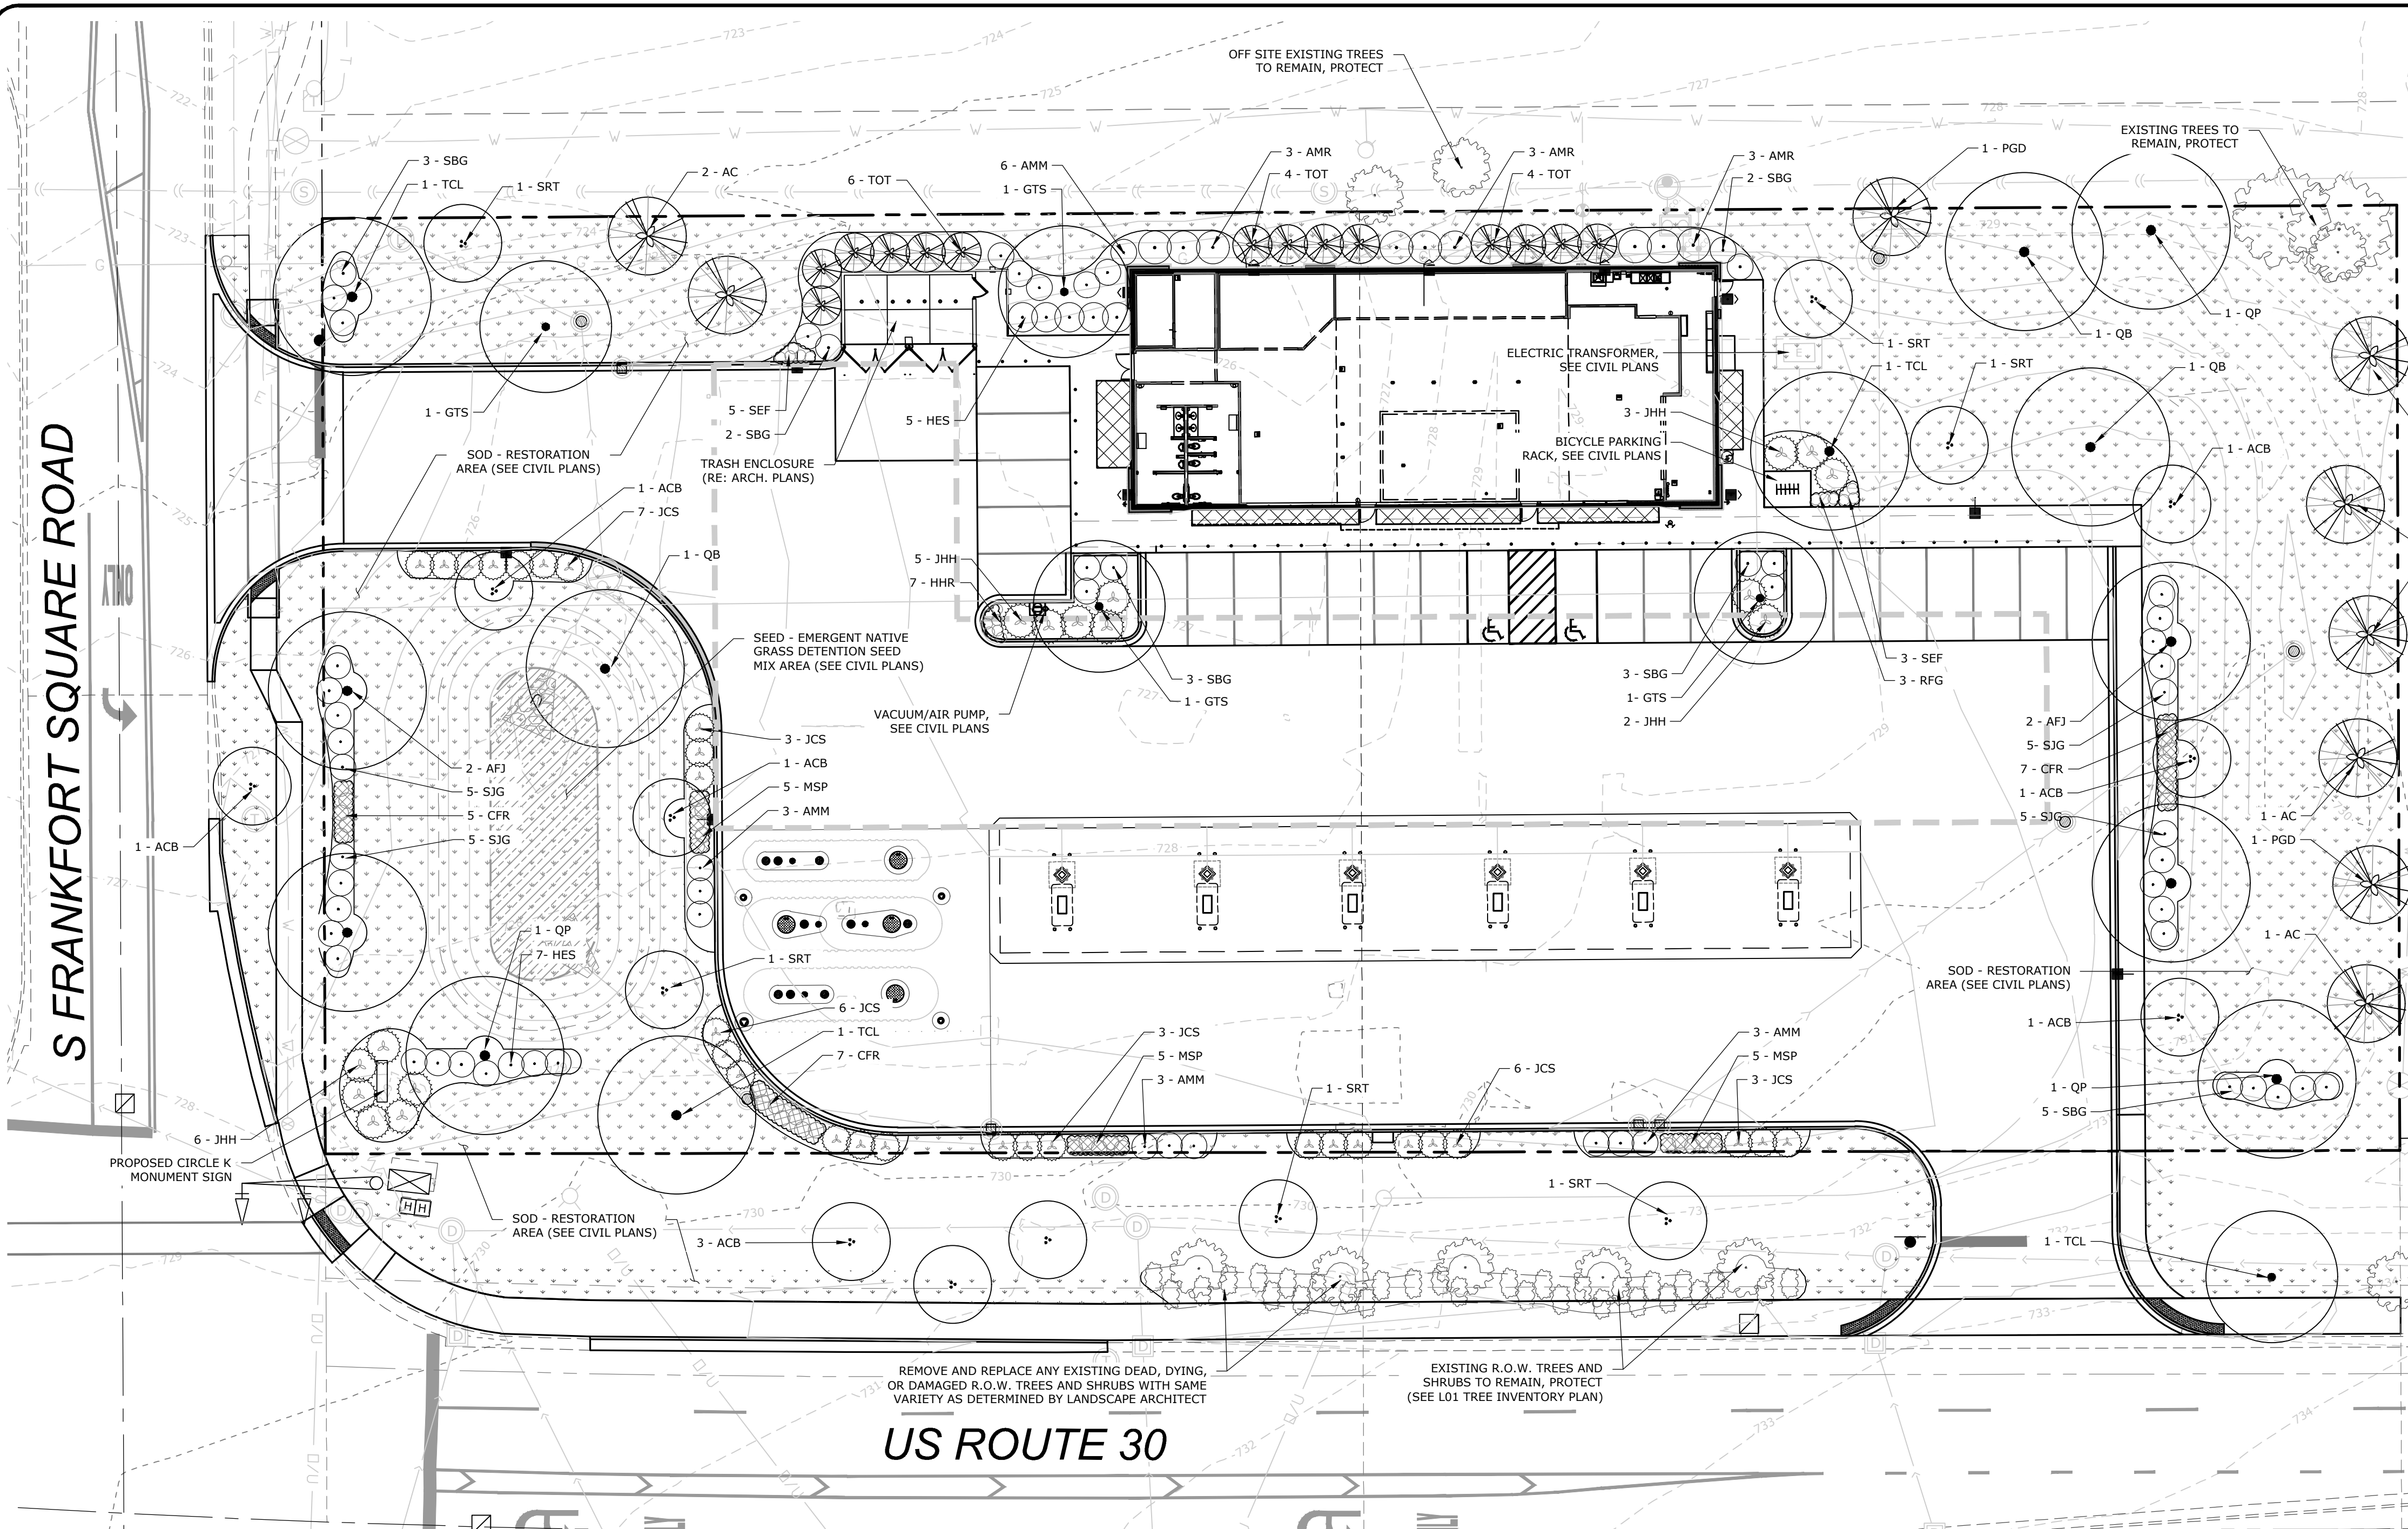 OFF SITE EXISTING TREES
TO REMAIN, PROTECT
EXISTING TREES TO
REMAIN, PROTECT
3 - SBG
1 - TCL
1 - SRT
2 - AC
6 - TOT
6 - AMM
1 - GTS
3 - AMR
4 - TOT
3 - AMR
4 - TOT
3 - AMR
2 - SBG
1 - PGD
1 - QP
1 - QB
1 - SRT
1 - TCL
1 - SRT
1 - QB
ELECTRIC TRANSFORMER,
SEE CIVIL PLANS
3 - JHH
BICYCLE PARKING
RACK, SEE CIVIL PLANS
1 - ACB
1 - GTS
5 - SEF
2 - SBG
5 - HES
SOD - RESTORATION
AREA (SEE CIVIL PLANS)
TRASH ENCLOSURE
(RE: ARCH. PLANS)
1 - ACB
7 - JCS
1 - QB
5 - JHH
7 - HHR
SEED - EMERGENT NATIVE
GRASS DETENTION SEED
MIX AREA (SEE CIVIL PLANS)
VACUUM/AIR PUMP,
SEE CIVIL PLANS
3 - SBG
1 - GTS
3 - SBG
1- GTS
2 - JHH
3 - SEF
3 - RFG
S FRANKFORT SQUARE ROAD
ONLY
2 - AFJ
5- SJG
5 - CFR
5 - SJG
1 - ACB
3 - JCS
1 - ACB
5 - MSP
3 - AMM
2 - AFJ
5- SJG
7 - CFR
1 - ACB
5 - SJG
1 - AC
1 - PGD
1 - AC
1 - QP
7- HES
1 - SRT
6 - JCS
1 - TCL
7 - CFR
3 - JCS
5 - MSP
3 - AMM
1 - SRT
6 - JCS
3 - AMM
5 - MSP
3 - JCS
SOD - RESTORATION
AREA (SEE CIVIL PLANS)
1 - ACB
1 - QP
5 - SBG
6 - JHH
PROPOSED CIRCLE K
MONUMENT SIGN
SOD - RESTORATION
AREA (SEE CIVIL PLANS)
3 - ACB
1 - SRT
1 - TCL
REMOVE AND REPLACE ANY EXISTING DEAD, DYING,
OR DAMAGED R.O.W. TREES AND SHRUBS WITH SAME
VARIETY AS DETERMINED BY LANDSCAPE ARCHITECT
EXISTING R.O.W. TREES AND
SHRUBS TO REMAIN, PROTECT
(SEE L01 TREE INVENTORY PLAN)
US ROUTE 30